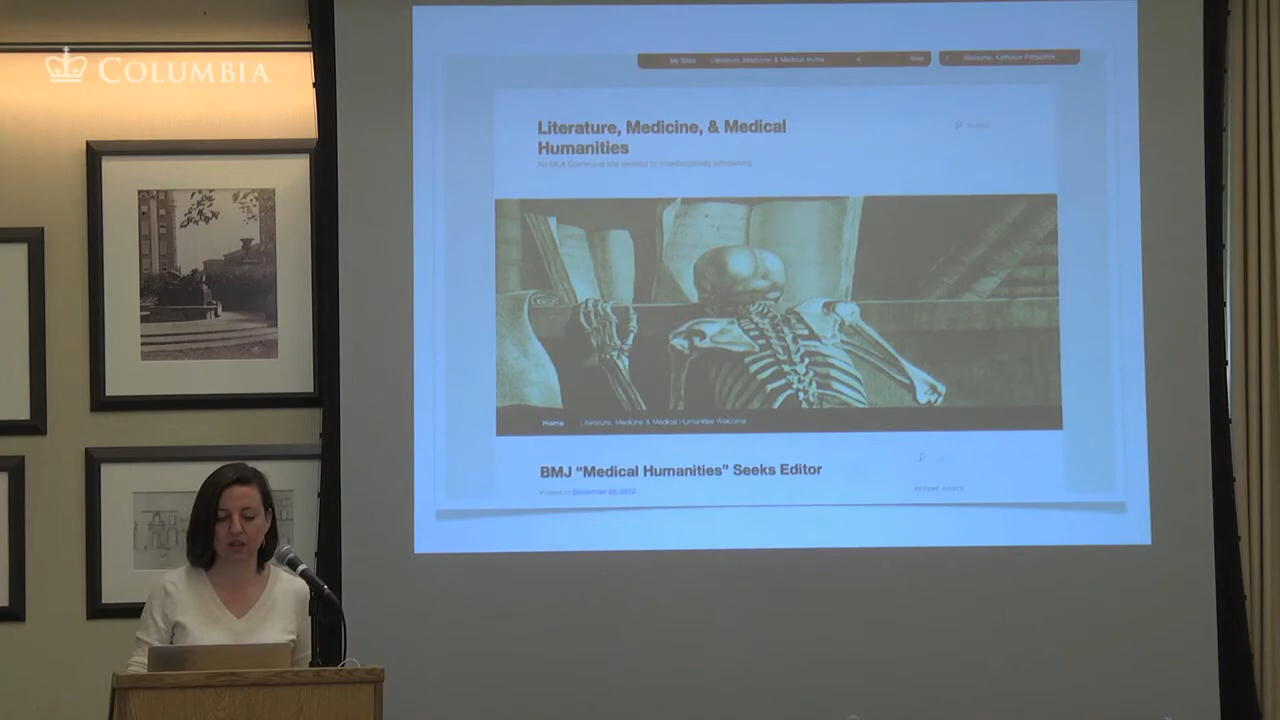 COLUMBIA
My Sites Literature, Medicine, & Medical Huma
Welcome, Kathleen Fitzpatrick
Literature, Medicine, & Medical
Humanities
Search
An MLA Commons site devoted to interdisciplinary scholarship
Home Literature, Medicine & Medical Humanities Welcome
BMJ “Medical Humanities” Seeks Editor
Posted on December 20, 2012
RECENT POSTS